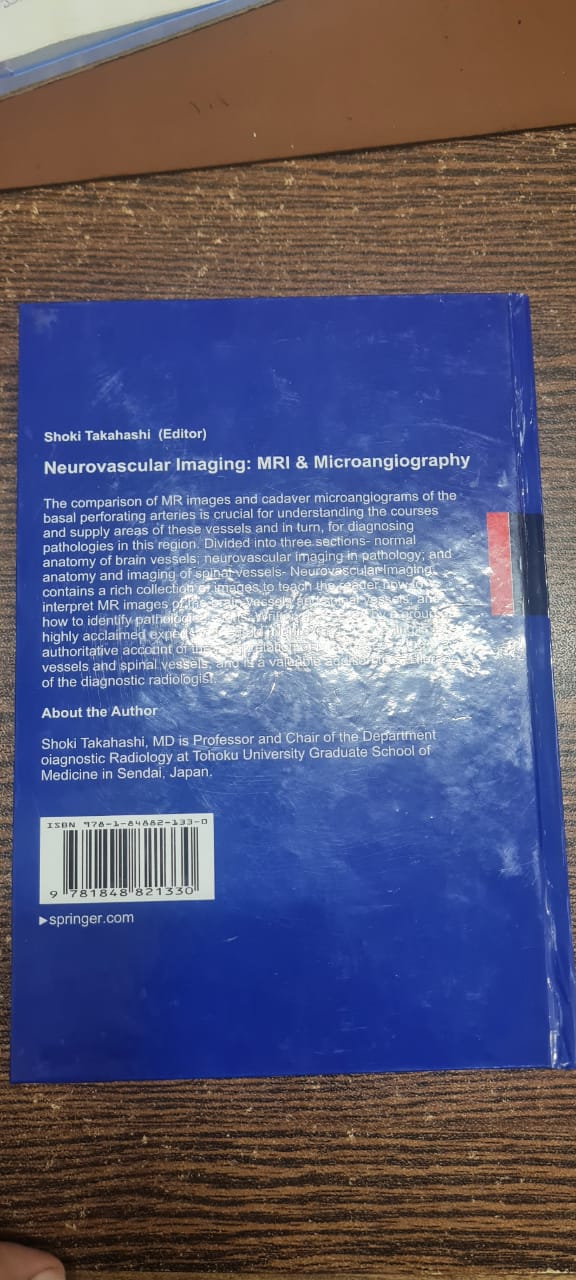 Shoki Takahashi (Editor)
Neurovascular Imaging: MRI & Microangiography
The comparison of MR images and cadaver microangiograms of the
basal perforating arteries is crucial for understanding the courses
and supply areas of these vessels and in turn, for diagnosing
pathologies in this region. Divided into three sections- normal
anatomy of brain vessels; neurovascular imaging in pathology; and
anatomy and imaging of spinal vessels- Neurovascular Imaging
contains a rich collection of images to teach the reader how
interpret MR images of
how to identify
highly acclaimed
authoritative account of the
vessels and spinal vessels, and is a valuable
of the diagnostic radiologist.
About the Author
Shoki Takahashi, MD is Professor and Chair of the Department
oiagnostic Radiology at Tohoku University Graduate School of
Medicine in Sendai, Japan.
ISBN 978-1-84882-133-0
9 781848 821330
▶springer.com